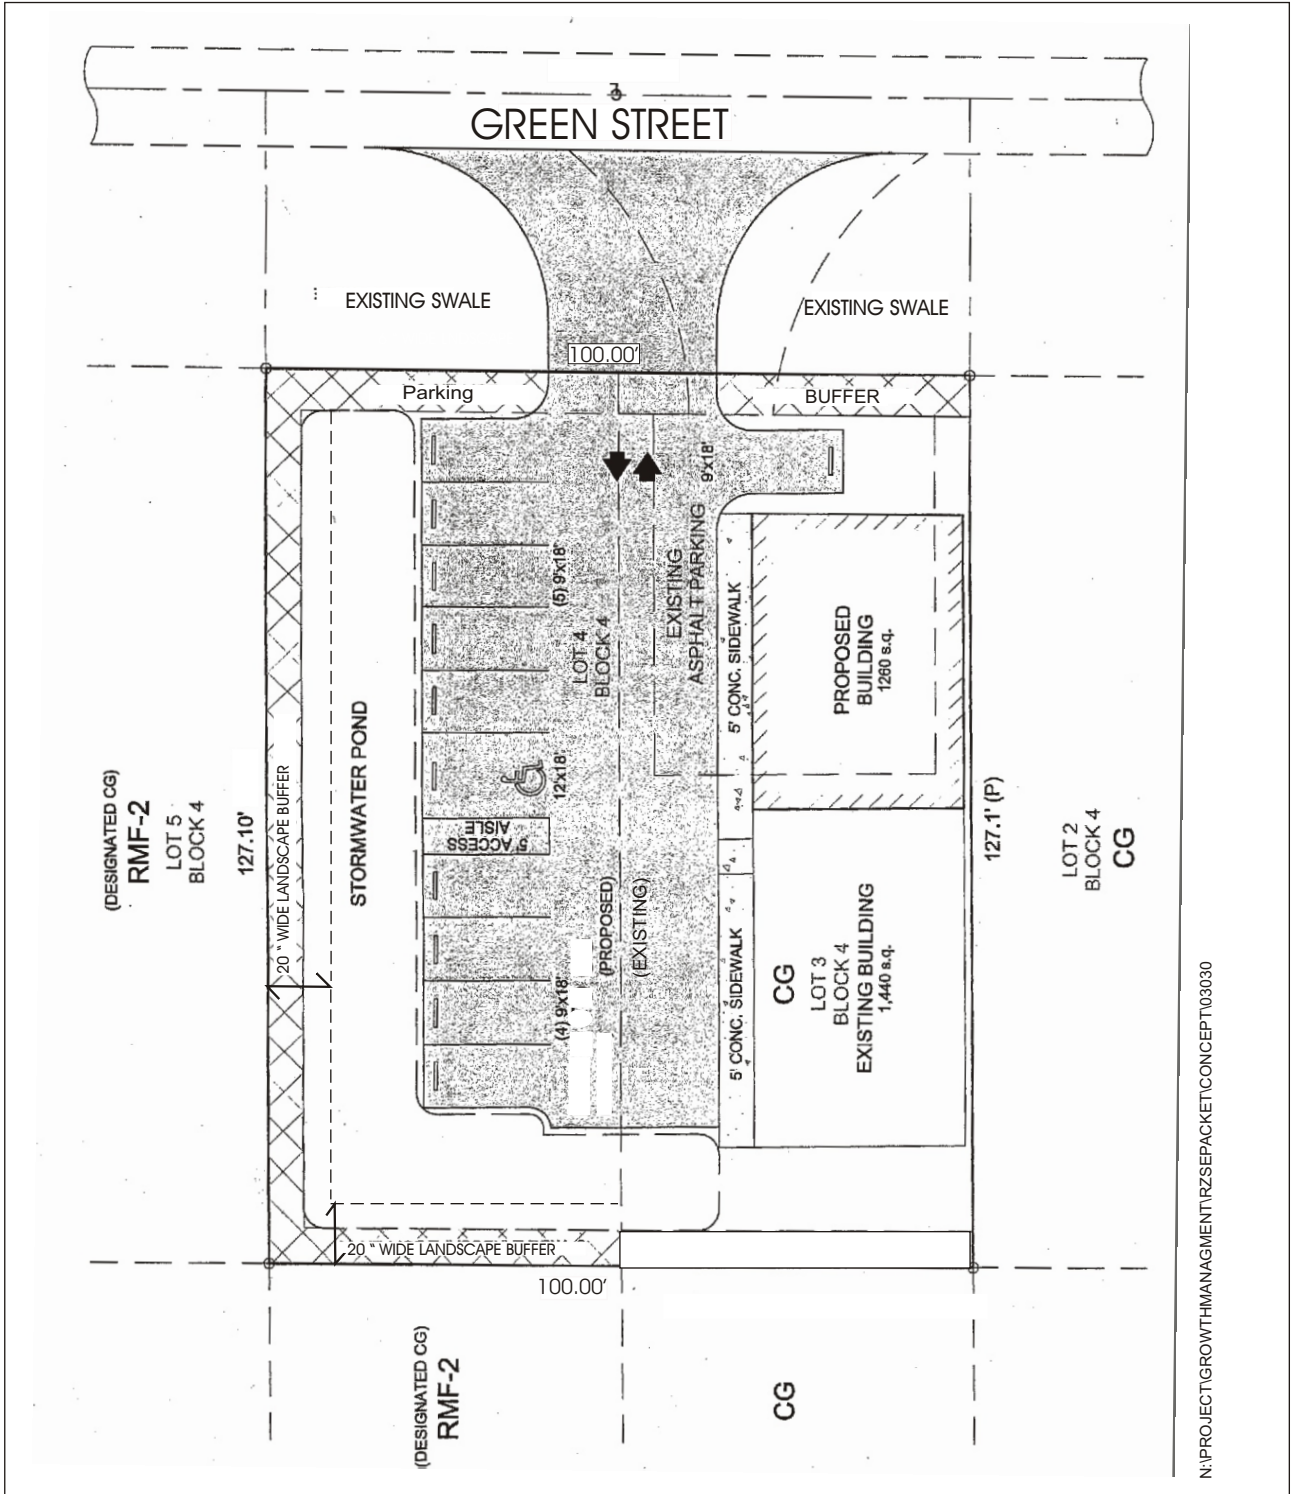 GREEN STREET
EXISTING SWALE
EXISTING SWALE
100.00'
Parking
BUFFER
9'x18'
(5) 9'x18'
LOT 4
BLOCK 4
EXISTING
ASPHALT PARKING
5' CONC. SIDEWALK
PROPOSED
BUILDING
1260 s.q.
STORMWATER POND
20 " WIDE LANDSCAPE BUFFER
127.10'
(DESIGNATED CG)
RMF-2
LOT 5
BLOCK 4
12'x18'
5' ACCESS
AISLE
127.1' (P)
LOT 2
BLOCK 4
CG
(PROPOSED)
(EXISTING)
(4) 9'x18'
5' CONC. SIDEWALK
CG
LOT 3
BLOCK 4
EXISTING BUILDING
1,440 s.q.
20 " WIDE LANDSCAPE BUFFER
100.00'
(DESIGNATED CG)
RMF-2
CG
N:\PROJECT\GROWTHMANAGMENT\RZSEPACKET\CONCEPT\03030